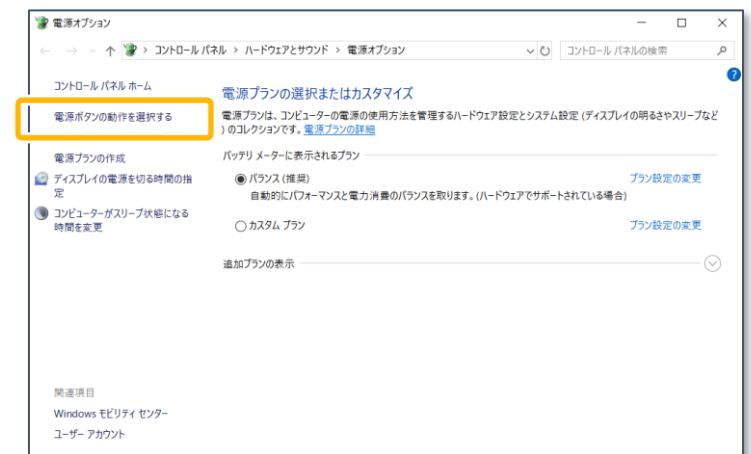 電源オプション
コントロール パネル > ハードウェアとサウンド > 電源オプション
コントロール パネルの検索
コントロール パネル ホーム
電源ボタンの動作を選択する
電源プランの作成
ディスプレイの電源を切る時間の指
定
コンピューターがスリープ状態になる
時間を変更
電源プランの選択またはカスタマイズ
電源プランは、コンピューターの電源の使用方法を管理するハードウェア設定とシステム設定 (ディスプレイの明るさやスリープなど
) のコレクションです。電源プランの詳細
バッテリ メーターに表示されるプラン
バランス (推奨)
プラン設定の変更
自動的にパフォーマンスと電力消費のバランスを取ります。(ハードウェアでサポートされている場合)
カスタム プラン
プラン設定の変更
追加プランの表示
関連項目
Windows モビリティ センター
ユーザー アカウント